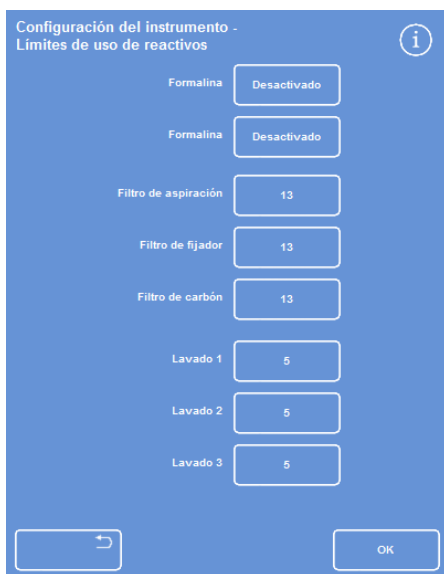 Configuración del instrumento -
Límites de uso de reactivos
i
Formalina Desactivado
Formalina Desactivado
Filtro de aspiración 13
Filtro de fijador 13
Filtro de carbón 13
Lavado 1 5
Lavado 2 5
Lavado 3 5
OK